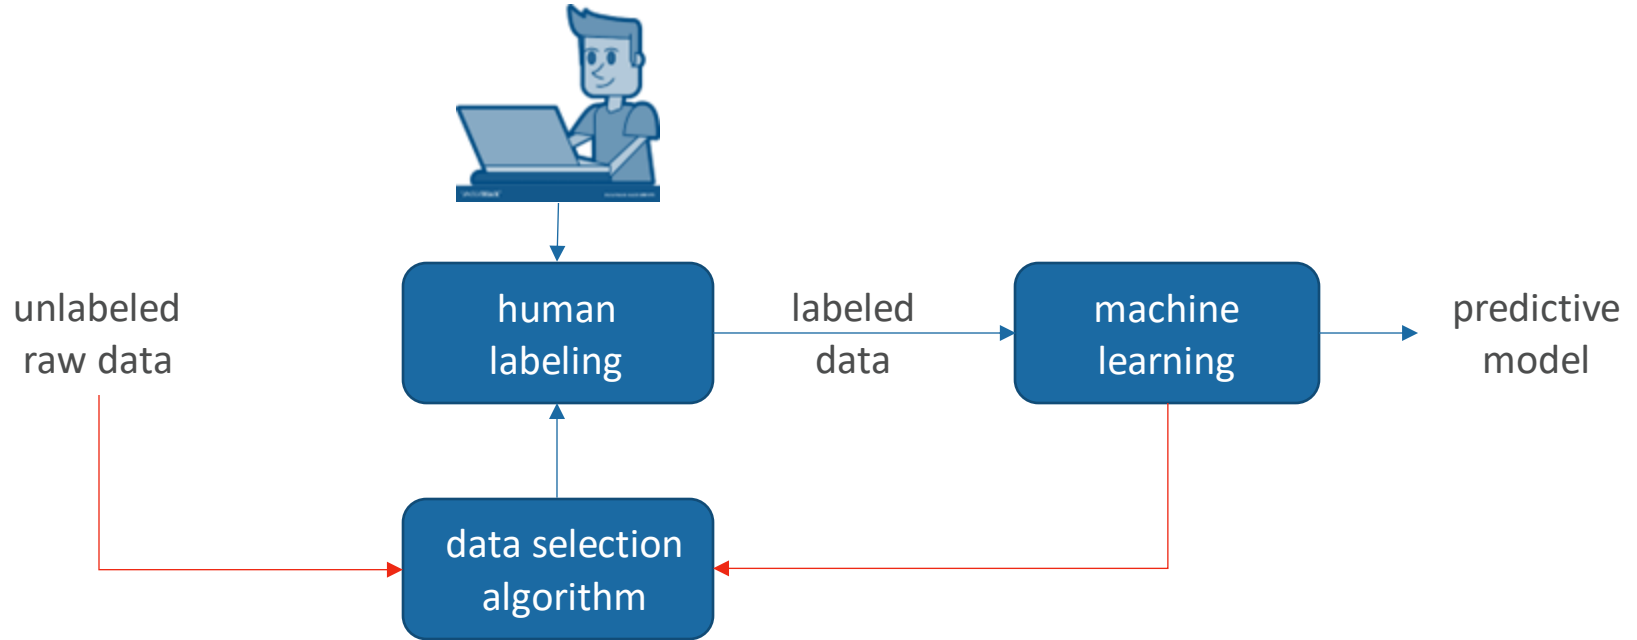 unlabeled
raw data
human
labeling
labeled
data
machine
learning
predictive
model
data selection
algorithm